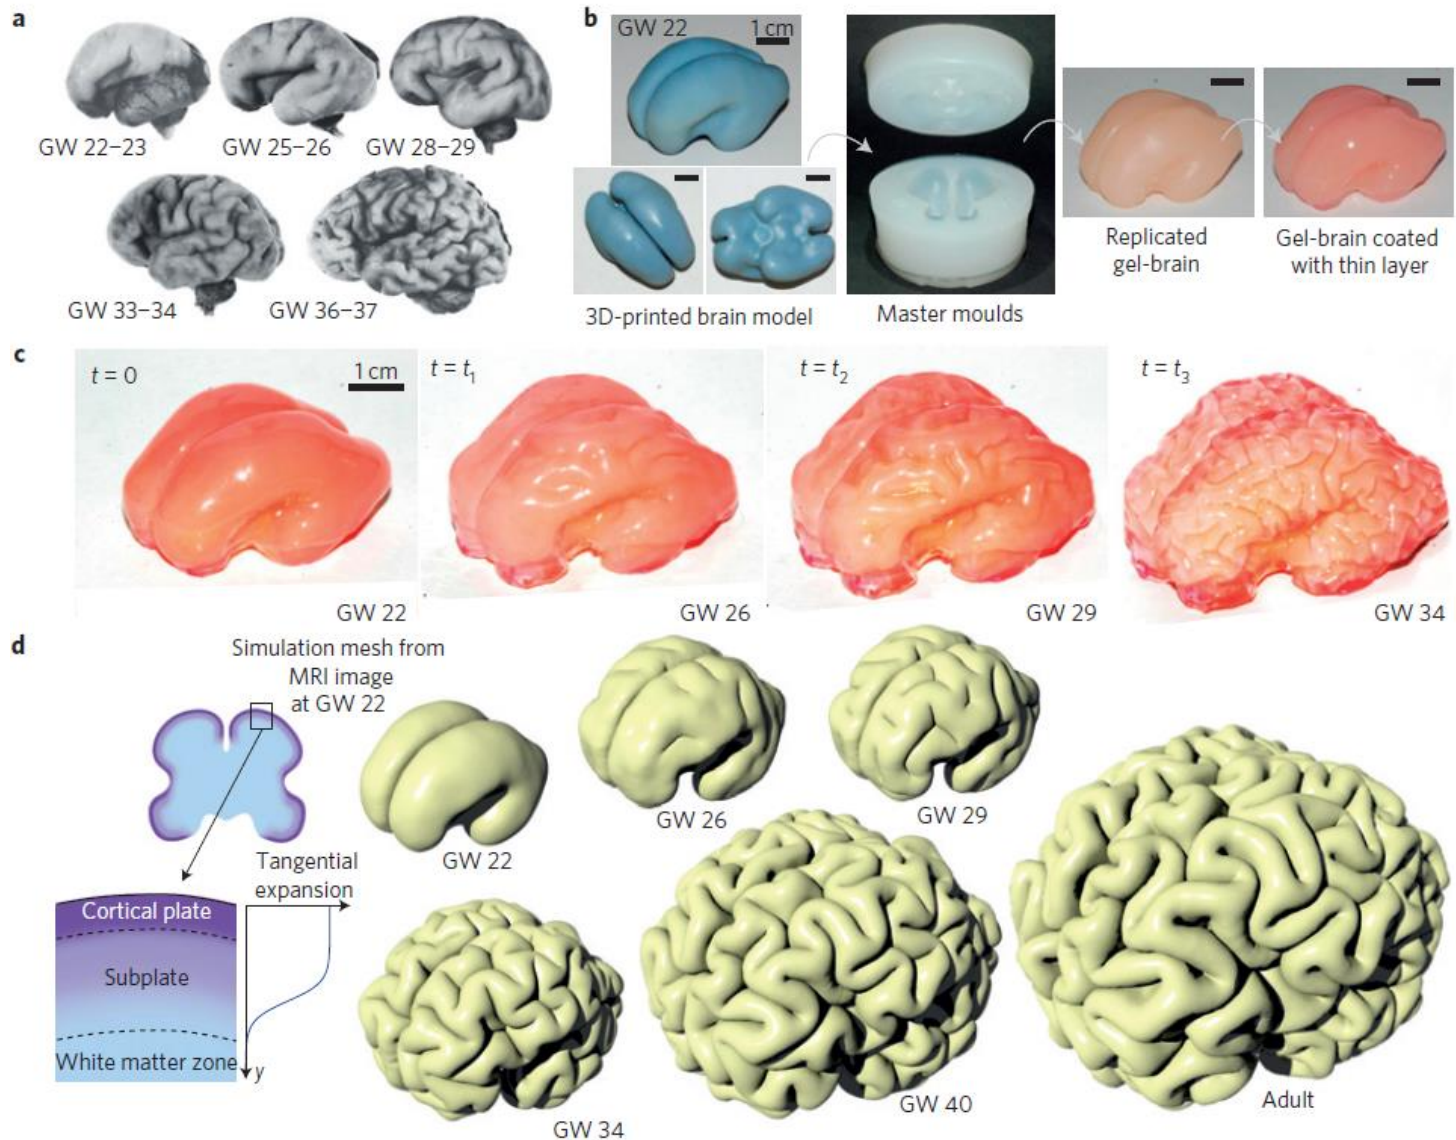 a
GW 22–23
GW 25–26
GW 28–29
GW 33–34
GW 36–37
b
GW 22
1 cm
3D-printed brain model
Master moulds
Replicated
gel-brain
Gel-brain coated
with thin layer
c
t = 0
1 cm
GW 22
t = t1
GW 26
t = t2
GW 29
t = t3
GW 34
d
Simulation mesh from
MRI image
at GW 22
Tangential
expansion
Cortical plate
Subplate
White matter zone
y
GW 22
GW 26
GW 29
GW 34
GW 40
Adult